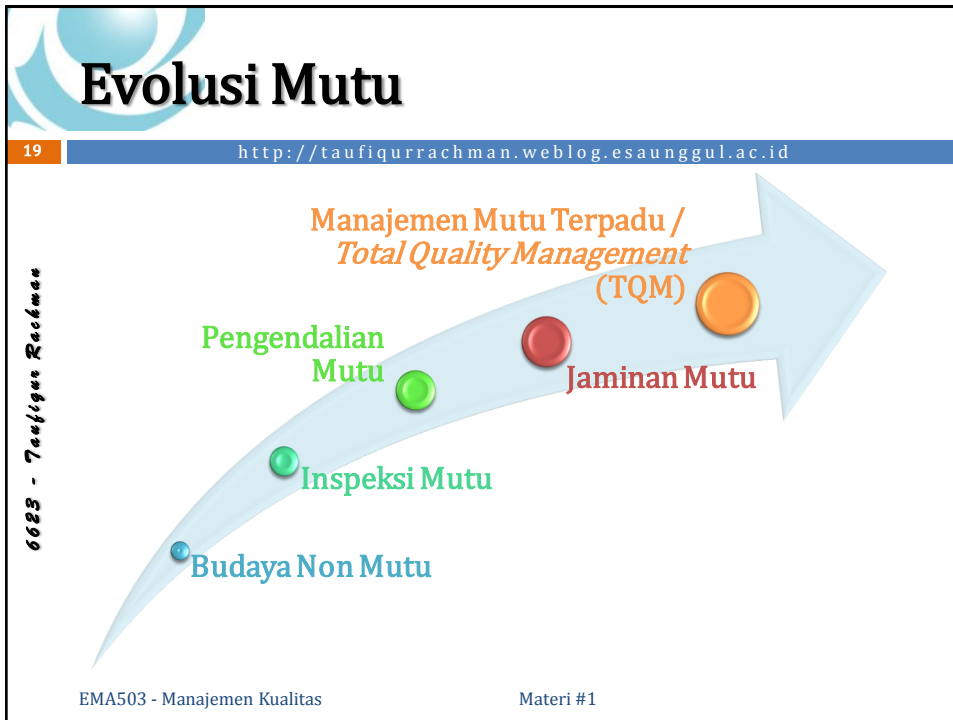 Evolusi Mutu
19
http://taufiqurrachman.weblog.esaunggul.ac.id
6623 - Taufiqur Rachman
Manajemen Mutu Terpadu /
Total Quality Management
(TQM)
Pengendalian
Mutu
Jaminan Mutu
Inspeksi Mutu
Budaya Non Mutu
EMA503 - Manajemen Kualitas
Materi #1